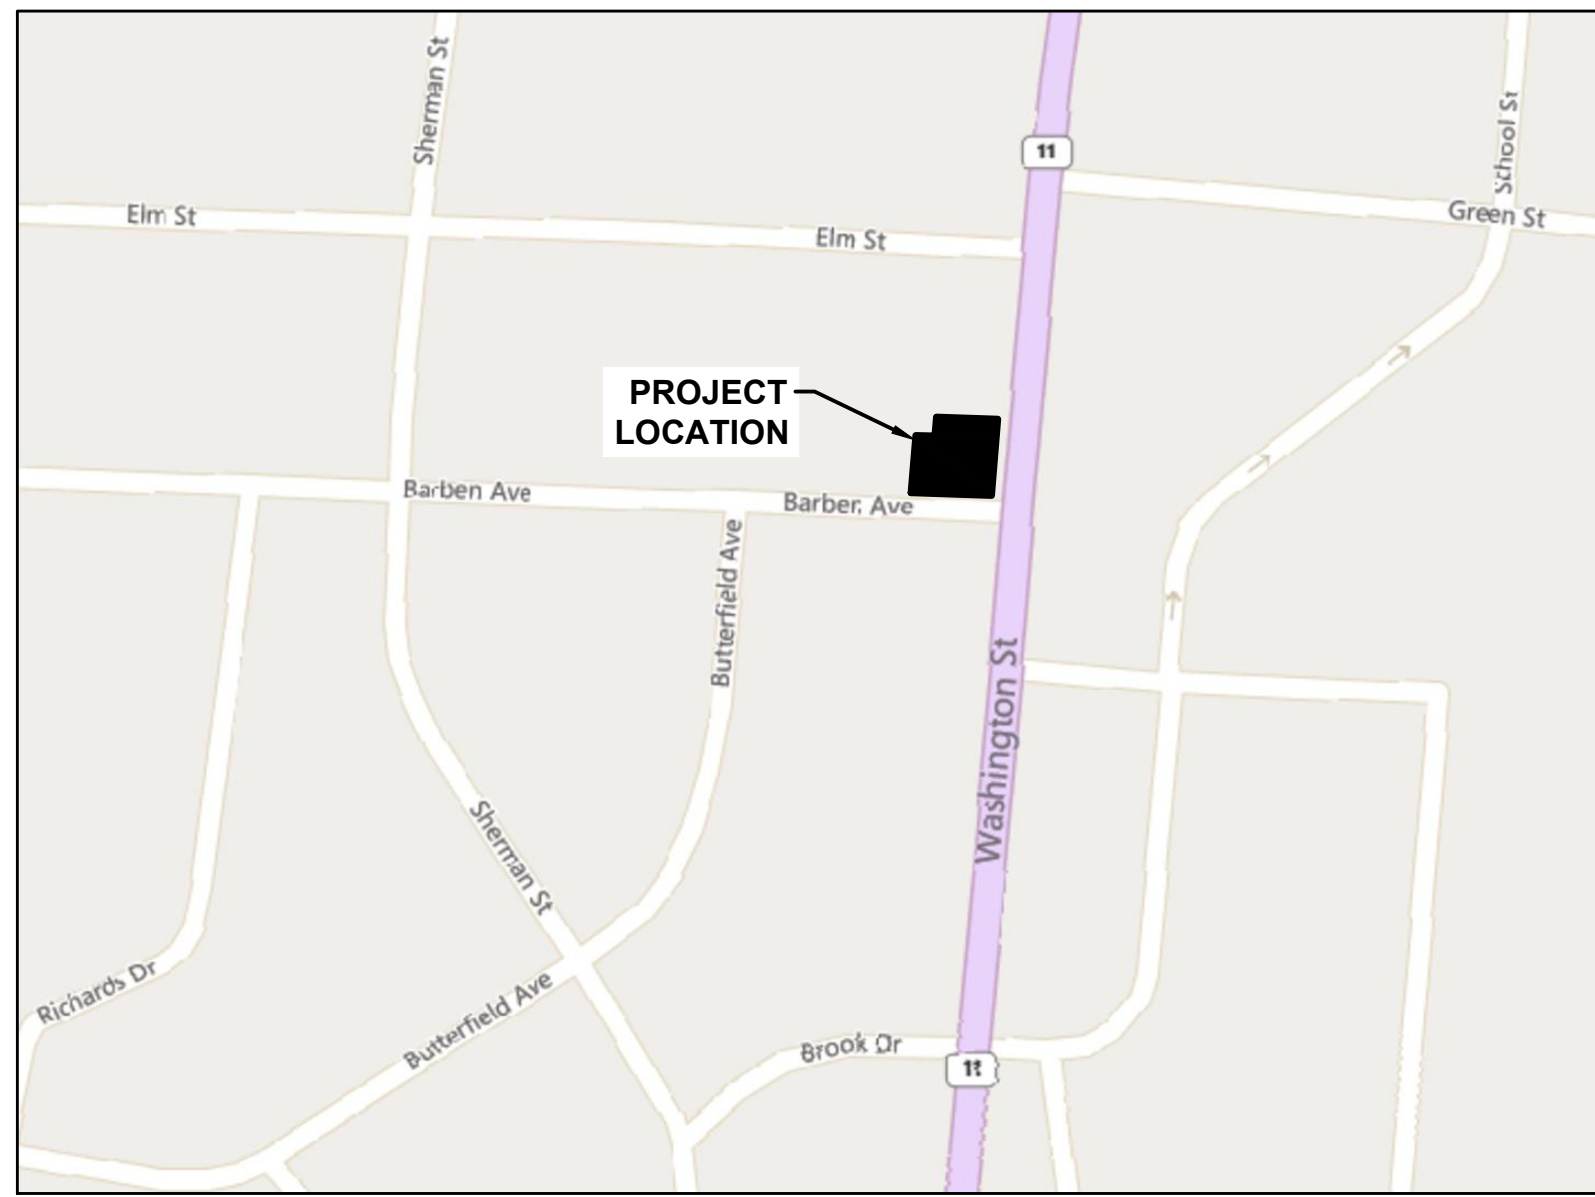 Sherman St
School St
11
Elm St
Elm St
Green St
PROJECT
LOCATION
Barben Ave
Barber. Ave
Butterfield Ave
Washington St
Sherman St
Richards Dr
Butterfield Ave
Brook Dr
11